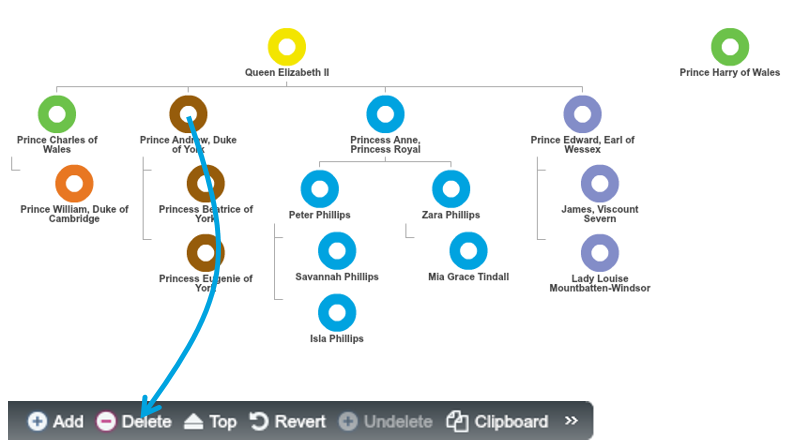 Queen Elizabeth II
Prince Harry of Wales
Prince Charles of
Wales
Prince Andrew, Duke
of York
Princess Anne,
Princess Royal
Prince Edward, Earl of
Wessex
Prince William, Duke of
Cambridge
Princess Beatrice of
York
Peter Phillips
Zara Phillips
James, Viscount
Severn
Princess Eugenie of
York
Savannah Phillips
Mia Grace Tindall
Lady Louise
Mountbatten-Windsor
Isla Phillips
Add Delete Top Revert Undelete Clipboard »